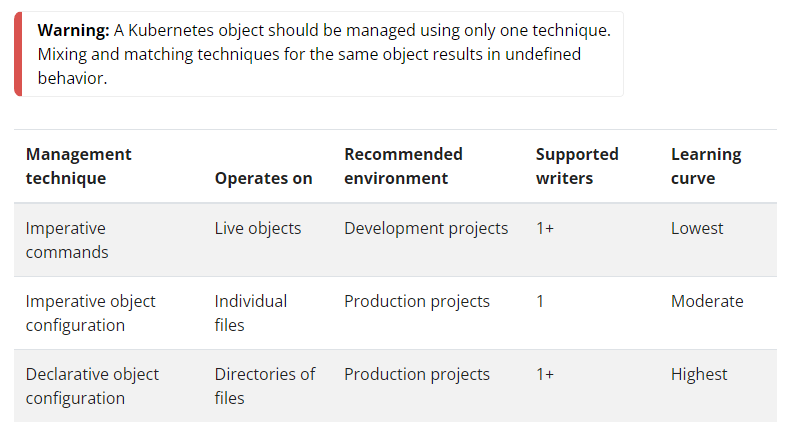 Warning: A Kubernetes object should be managed using only one technique.
Mixing and matching techniques for the same object results in undefined
behavior.
Management technique Operates on Recommended environment Supported writers Learning curve
Imperative commands Live objects Development projects 1+ Lowest
Imperative object configuration Individual files Production projects 1 Moderate
Declarative object configuration Directories of files Production projects 1+ Highest